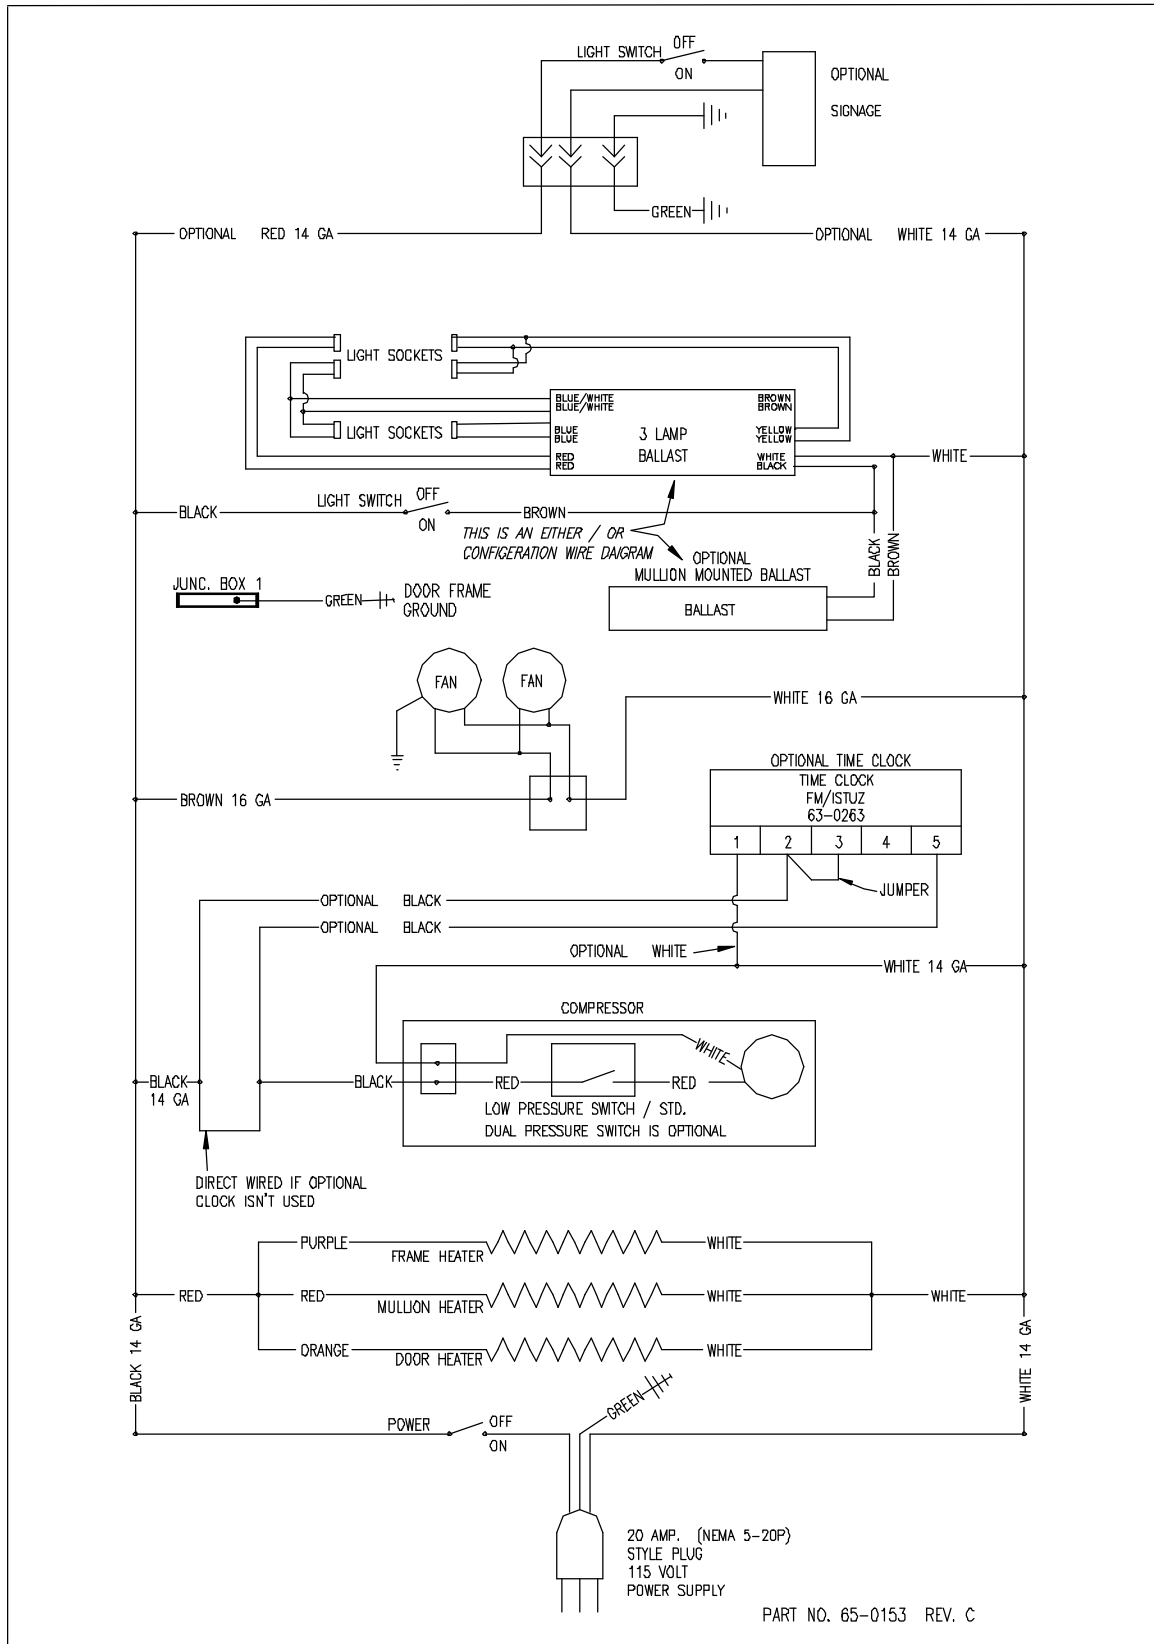 LIGHT SWITCH
OFF
ON
OPTIONAL
SIGNAGE
GREEN
OPTIONAL RED 14 GA
OPTIONAL WHITE 14 GA
LIGHT SOCKETS
BLUE/WHITE
BLUE/WHITE
BROWN
BROWN
LIGHT SOCKETS
BLUE
BLUE
3 LAMP
BALLAST
YELLOW
YELLOW
RED
RED
WHITE
BLACK
WHITE
BLACK
LIGHT SWITCH
OFF
ON
BROWN
THIS IS AN EITHER / OR
CONFIGERATION WIRE DAIGRAM
OPTIONAL
MULLION MOUNTED BALLAST
BLACK
BROWN
BALLAST
JUNC. BOX 1
GREEN
DOOR FRAME
GROUND
FAN
FAN
WHITE 16 GA
BROWN 16 GA
OPTIONAL TIME CLOCK
TIME CLOCK
FM/ISTUZ
63-0263
1 2 3 4 5
JUMPER
OPTIONAL BLACK
OPTIONAL BLACK
OPTIONAL WHITE
WHITE 14 GA
COMPRESSOR
WHITE
BLACK
14 GA
BLACK
RED
RED
LOW PRESSURE SWITCH / STD.
DUAL PRESSURE SWITCH IS OPTIONAL
DIRECT WIRED IF OPTIONAL
CLOCK ISN'T USED
PURPLE
FRAME HEATER
WHITE
RED
RED
MULLION HEATER
WHITE
WHITE
ORANGE
DOOR HEATER
WHITE
BLACK 14 GA
WHITE 14 GA
GREEN
POWER
OFF
ON
20 AMP. (NEMA 5-20P)
STYLE PLUG
115 VOLT
POWER SUPPLY
PART NO. 65-0153 REV. C